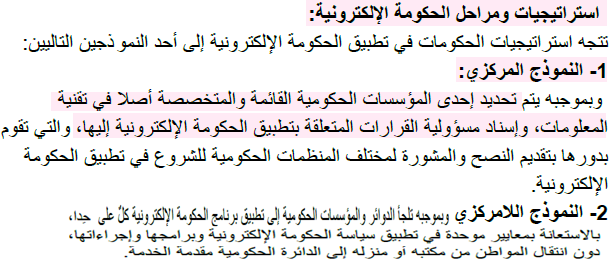 استراتيجيات ومراحل الحكومة الإلكترونية:
تتجه استراتيجيات الحكومات في تطبيق الحكومة الإلكترونية إلى أحد النموذجين التاليين:
1- النموذج المركزي:
وبموجبه يتم تحديد إحدى المؤسسات الحكومية القائمة والمتخصصة أصلا في تقنية
المعلومات، وإسناد مسؤولية القرارات المتعلقة بتطبيق الحكومة الإلكترونية إليها، والتي تقوم
بدورها بتقديم النصح والمشورة لمختلف المنظمات الحكومية للشروع في تطبيق الحكومة
الإلكترونية.
2- النموذج اللامركزي وبموجبه تلجأ الدوائر والمؤسسات الحكومية إلى تطبيق برنامج الحكومة الإلكترونية كلٌ على جدا،
بالاستعانة بمعايير موحدة في تطبيق سياسة الحكومة الإلكترونية وبرامجها وإجراءاتها،
دون انتقال المواطن من مكتبه أو منزله إلى الدائرة الحكومية مقدمة الخدمة.